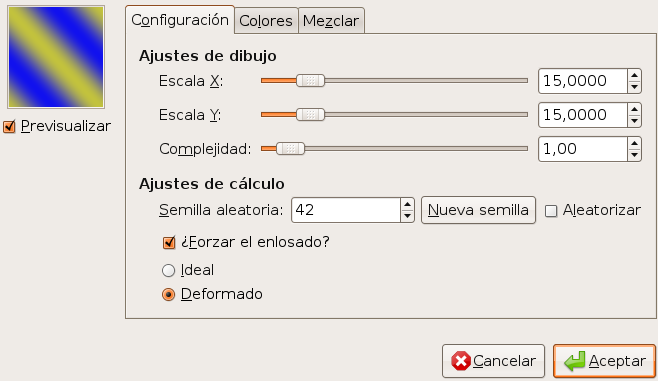 Configuración Colores Mezclar
Ajustes de dibujo
Escala X: 15,0000
Escala Y: 15,0000
Previsualizar
Complejidad: 1,00
Ajustes de cálculo
Semilla aleatoria: 42 Nueva semilla Aleatorizar
¿Forzar el enlosado?
Ideal
Deformado
Cancelar Aceptar